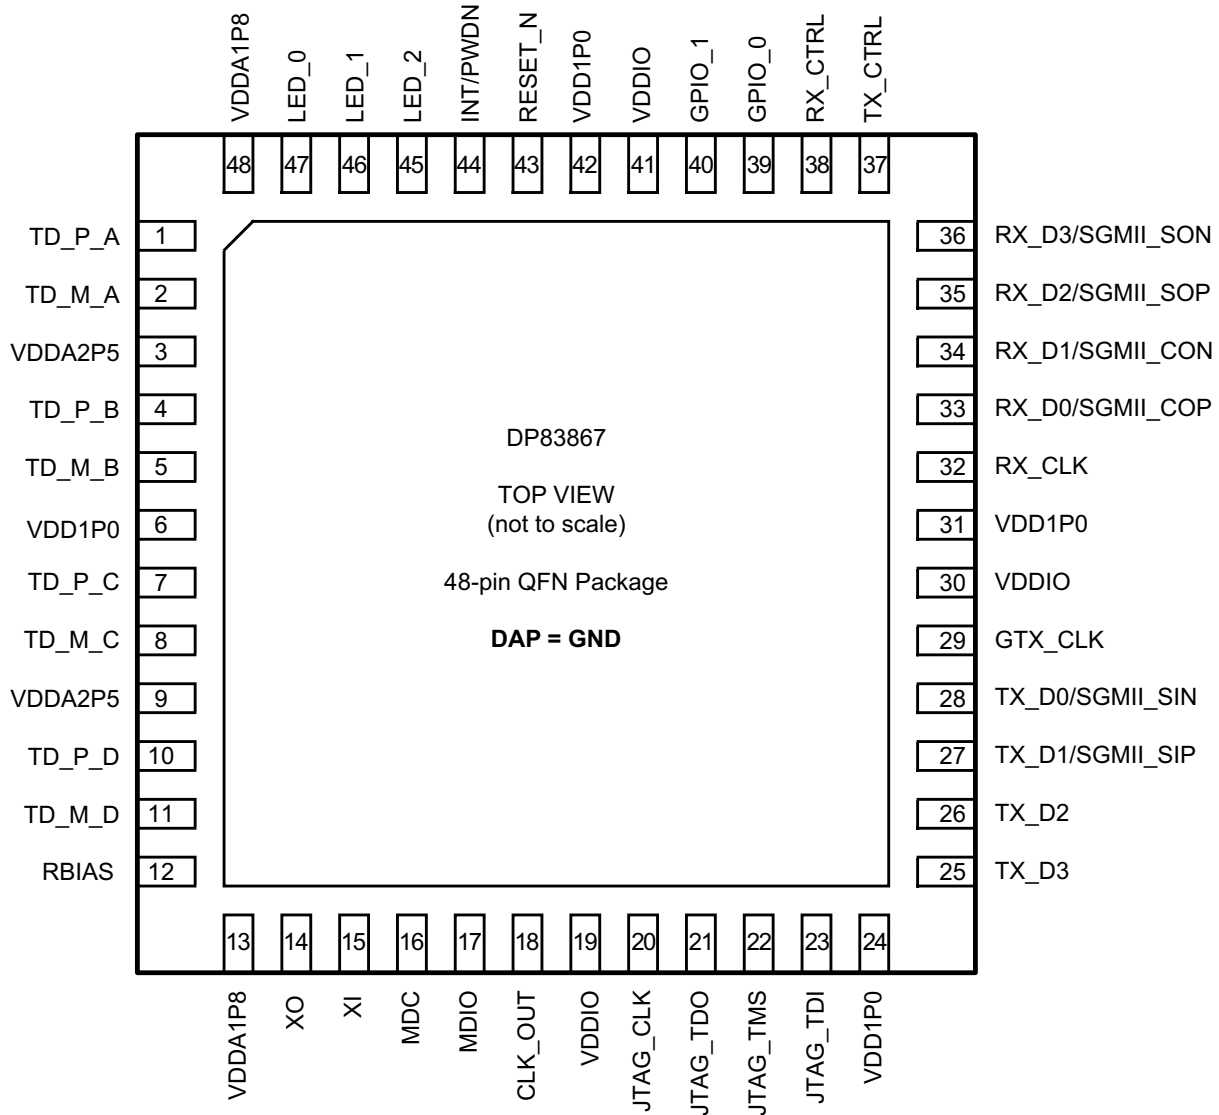 VDDA1P8
LED_0
LED_1
LED_2
INT/PWDN
RESET_N
VDD1P0
VDDIO
GPIO_1
GPIO_0
RX_CTRL
TX_CTRL
48
47
46
45
44
43
42
41
40
39
38
37
TD_P_A 1
TD_M_A 2
VDDA2P5 3
TD_P_B 4
TD_M_B 5
VDD1P0 6
TD_P_C 7
TD_M_C 8
VDDA2P5 9
TD_P_D 10
TD_M_D 11
RBIAS 12
DP83867
TOP VIEW
(not to scale)
48-pin QFN Package
DAP = GND
36 RX_D3/SGMII_SON
35 RX_D2/SGMII_SOP
34 RX_D1/SGMII_CON
33 RX_D0/SGMII_COP
32 RX_CLK
31 VDD1P0
30 VDDIO
29 GTX_CLK
28 TX_D0/SGMII_SIN
27 TX_D1/SGMII_SIP
26 TX_D2
25 TX_D3
13
14
15
16
17
18
19
20
21
22
23
24
VDDA1P8
XO
XI
MDC
MDIO
CLK_OUT
VDDIO
JTAG_CLK
JTAG_TDO
JTAG_TMS
JTAG_TDI
VDD1P0